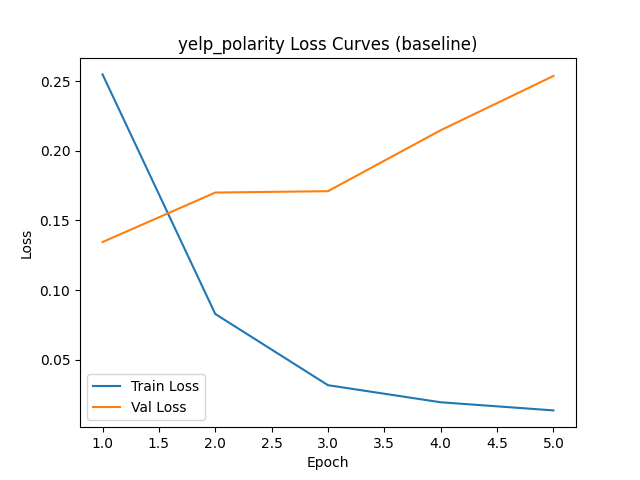 yelp_polarity Loss Curves (baseline)
0.25
0.20
0.15
0.10
0.05
Loss
Train Loss
Val Loss
1.0 1.5 2.0 2.5 3.0 3.5 4.0 4.5 5.0
Epoch